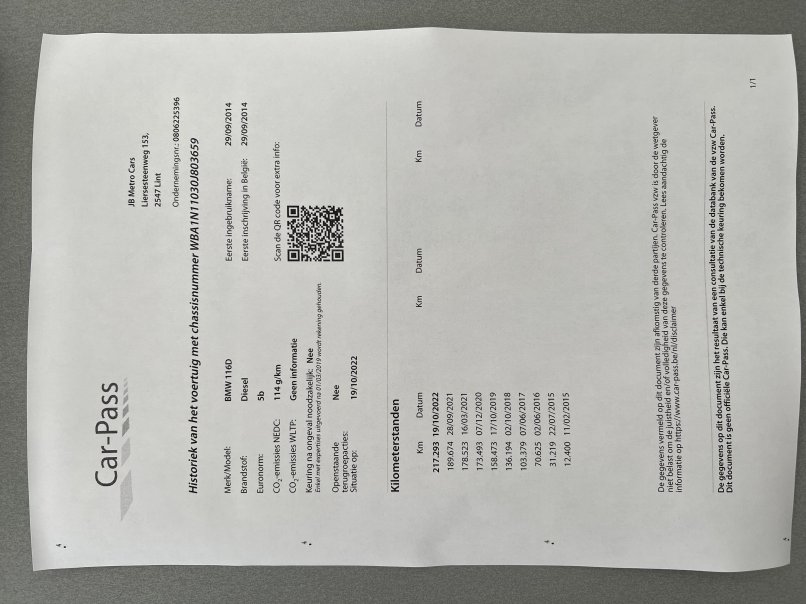 Car-Pass
JB Metro Cars
Liersesteenweg 153,
2547 Lint
Ondernemingsnr.: 0806225396
Historiek van het voertuig met chassisnummer WBA1N11030J803659
Merk/Model: BMW 116D
Eerste ingebruikname: 29/09/2014
Brandstof: Diesel
Eerste inschrijving in België: 29/09/2014
Euronorm: 5b
CO₂-emissies NEDC: 114 g/km
Scan de QR code voor extra info:
CO₂-emissies WLTP: Geen informatie
Keuring na ongeval noodzakelijk: Nee
Enkel met expertises uitgevoerd na 01/03/2019 wordt rekening gehouden.
Openstaande Nee
terugroepacties:
Situatie op: 19/10/2022
Kilometerstanden
Km Datum Km Datum Km Datum
217.293 19/10/2022
189.674 28/09/2021
178.523 16/03/2021
173.493 07/12/2020
158.473 17/10/2019
136.194 02/10/2018
103.379 07/06/2017
70.625 02/06/2016
31.219 22/07/2015
12.400 11/02/2015
De gegevens vermeld op dit document zijn afkomstig van derde partijen. Car-Pass vzw is door de wetgever
niet belast om de juistheid en/of volledigheid van deze gegevens te controleren. Lees aandachtig de
informatie op https://www.car-pass.be/nl/disclaimer
De gegevens op dit document zijn het resultaat van een consultatie van de databank van de vzw Car-Pass.
Dit document is geen officiële Car-Pass. Die kan enkel bij de technische keuring bekomen worden.
1/1